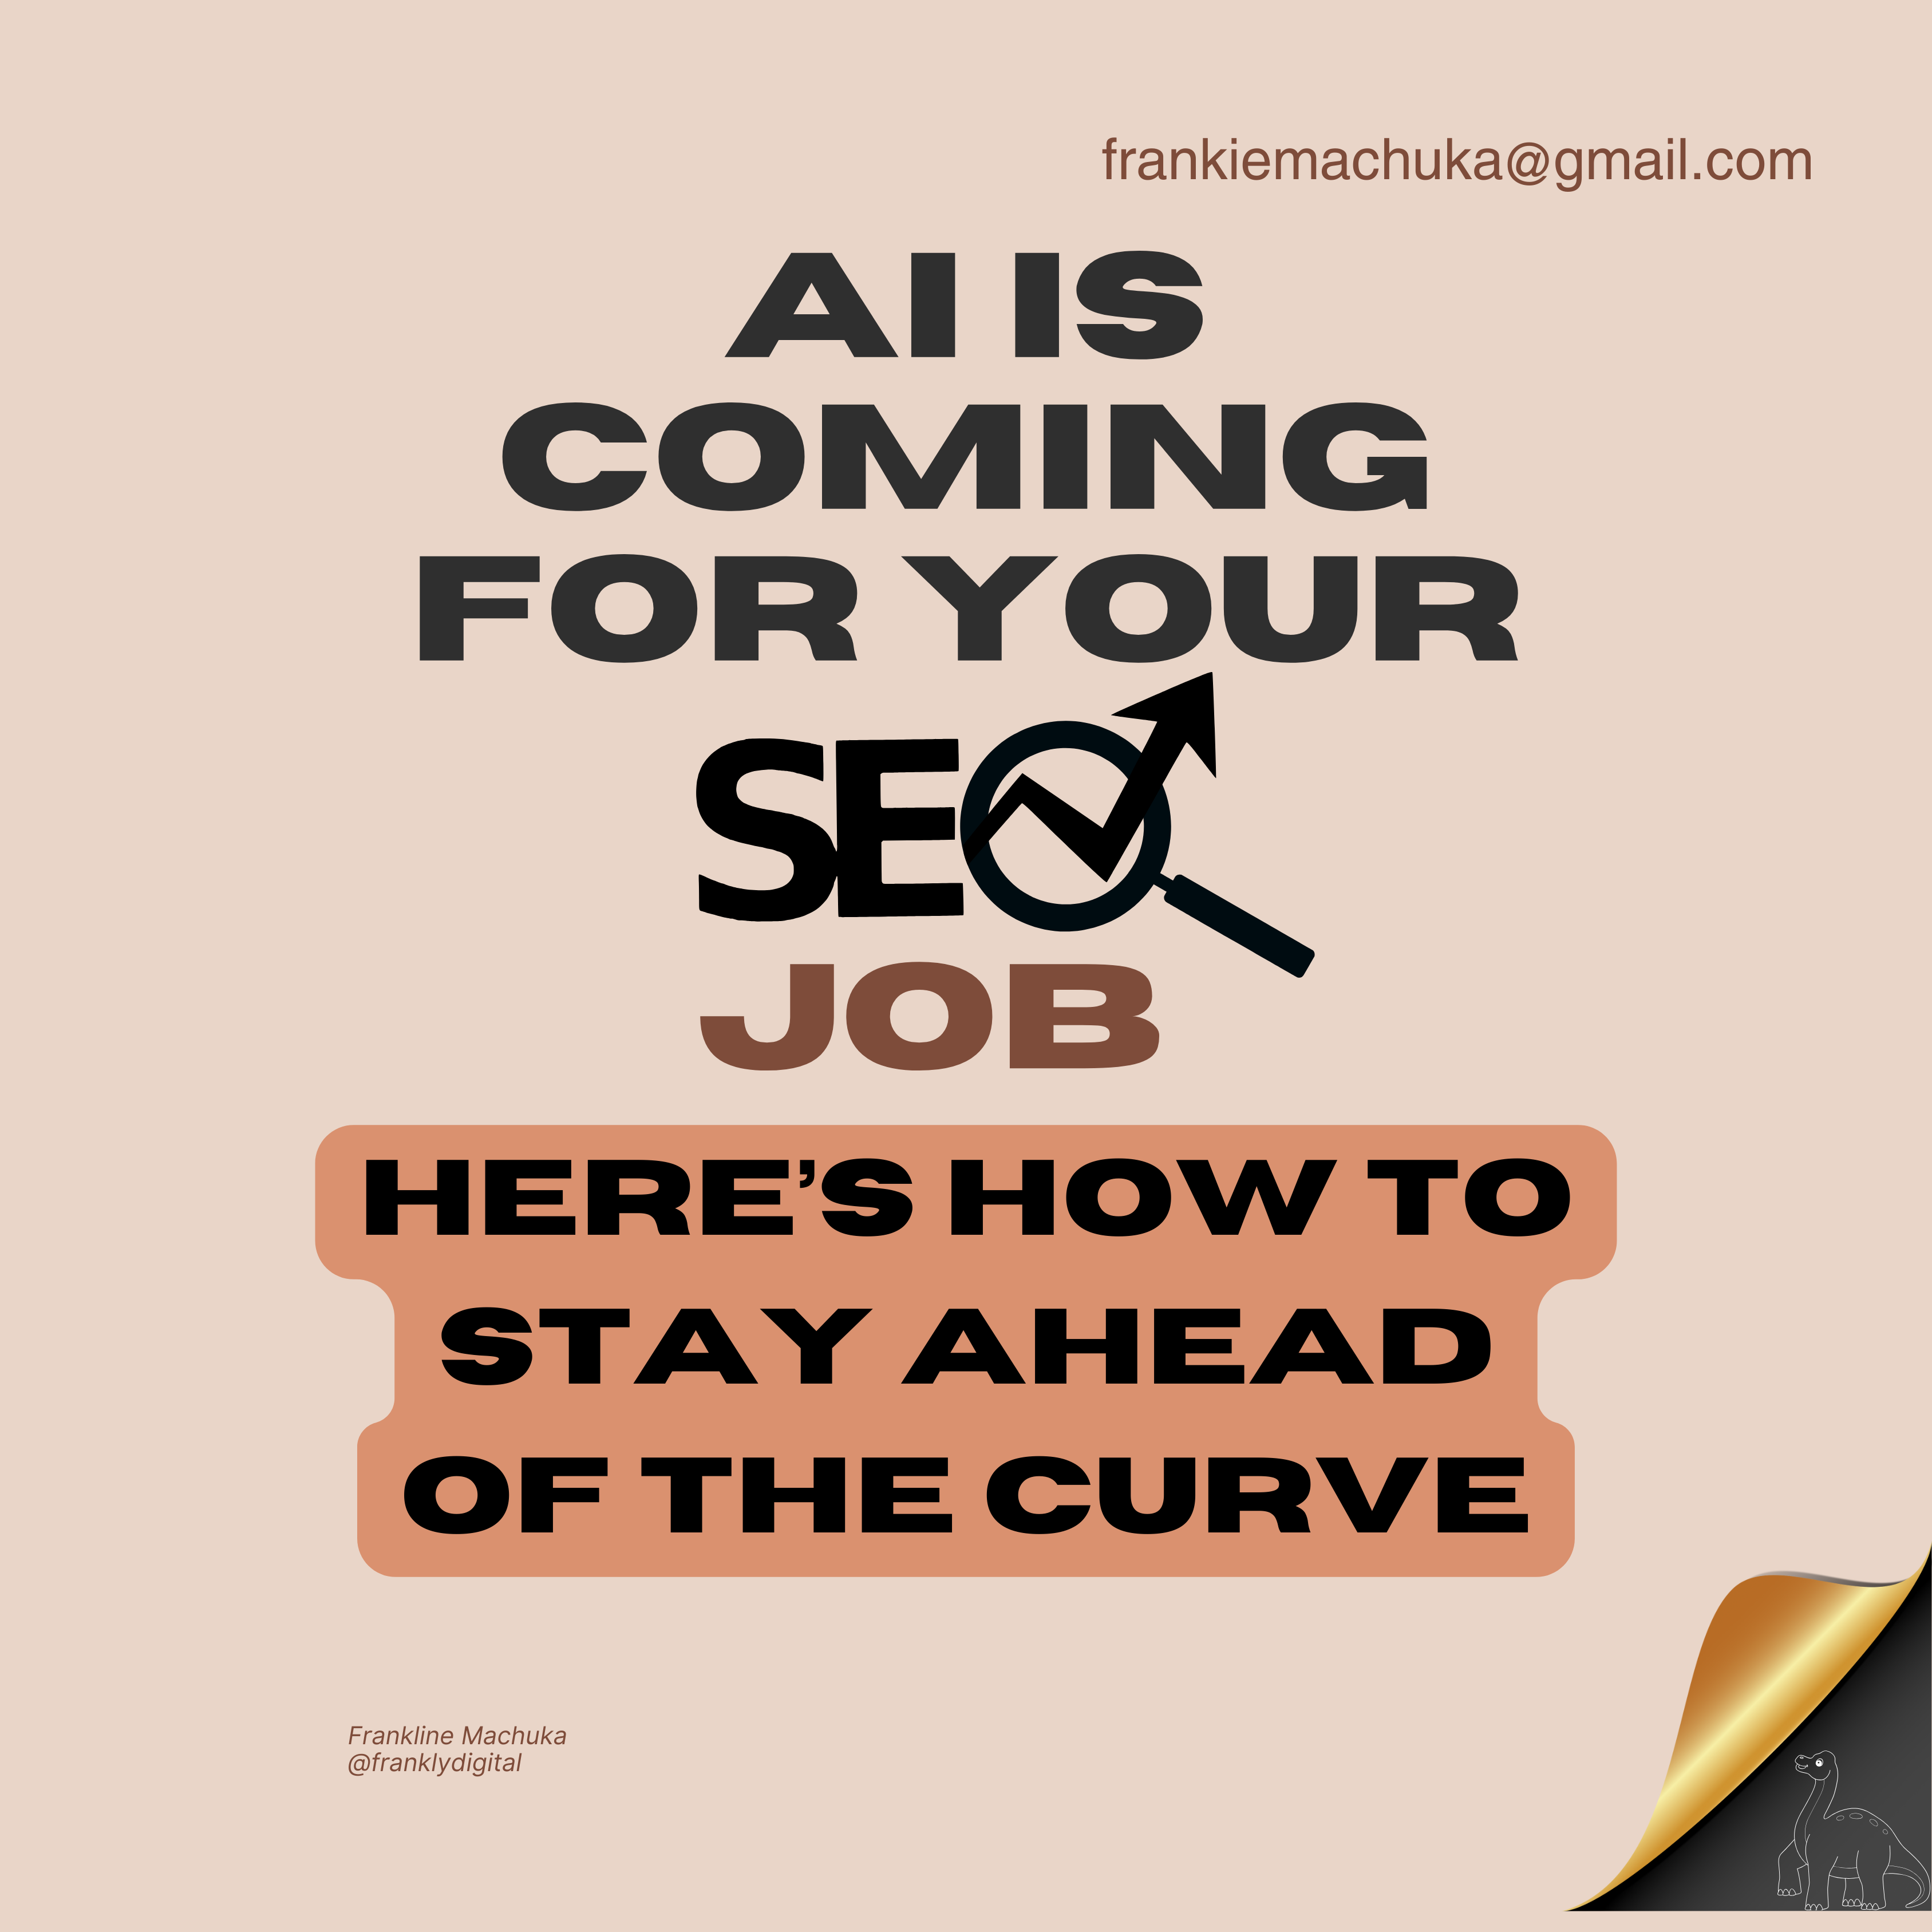 frankiemachuka@gmail.com
AI IS
COMING
FOR YOUR
SEO
JOB
HERE'S HOW TO
STAY AHEAD
OF THE CURVE
Frankline Machuka
@franklydigital